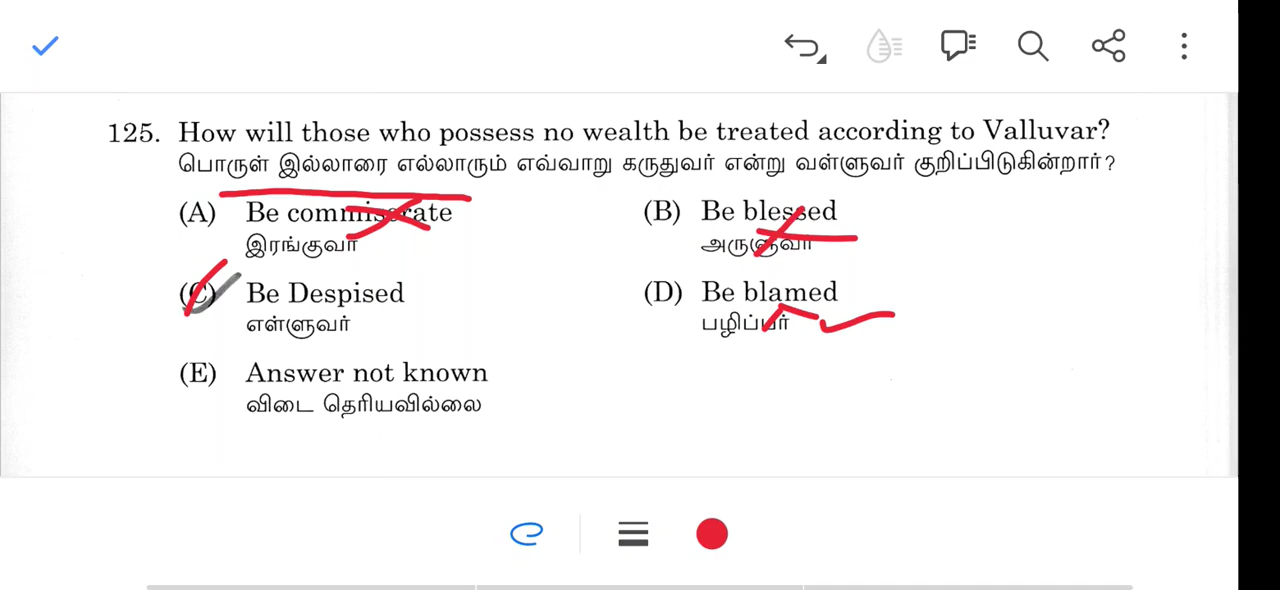 125. How will those who possess no wealth be treated according to Valluvar?
பொருள் இல்லாரை எல்லாரும் எவ்வாறு கருதுவர் என்று வள்ளுவர் குறிப்பிடுகின்றார்?
(A) Be commiserate (B) Be blessed
இரங்குவர் அருளுவர்
(C) Be Despised (D) Be blamed
எள்ளுவர் பழிப்பர்
(E) Answer not known
விடை தெரியவில்லை